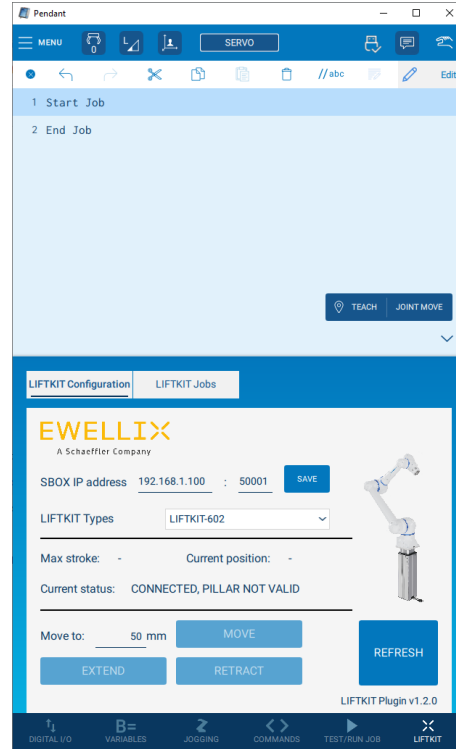 Pendant
MENU 0 L SERVO
//abc Edit
1 Start Job
2 End Job
TEACH JOINT MOVE
LIFTKIT Configuration LIFTKIT Jobs
EWELLIX
A Schaeffler Company
SBOX IP address 192.168.1.100 : 50001 SAVE
LIFTKIT Types LIFTKIT-602
Max stroke: - Current position: -
Current status: CONNECTED, PILLAR NOT VALID
Move to: 50 mm MOVE
REFRESH
EXTEND RETRACT
LIFTKIT Plugin v1.2.0
B=
DIGITAL I/O VARIABLES JOGGING COMMANDS TEST/RUN JOB LIFTKIT